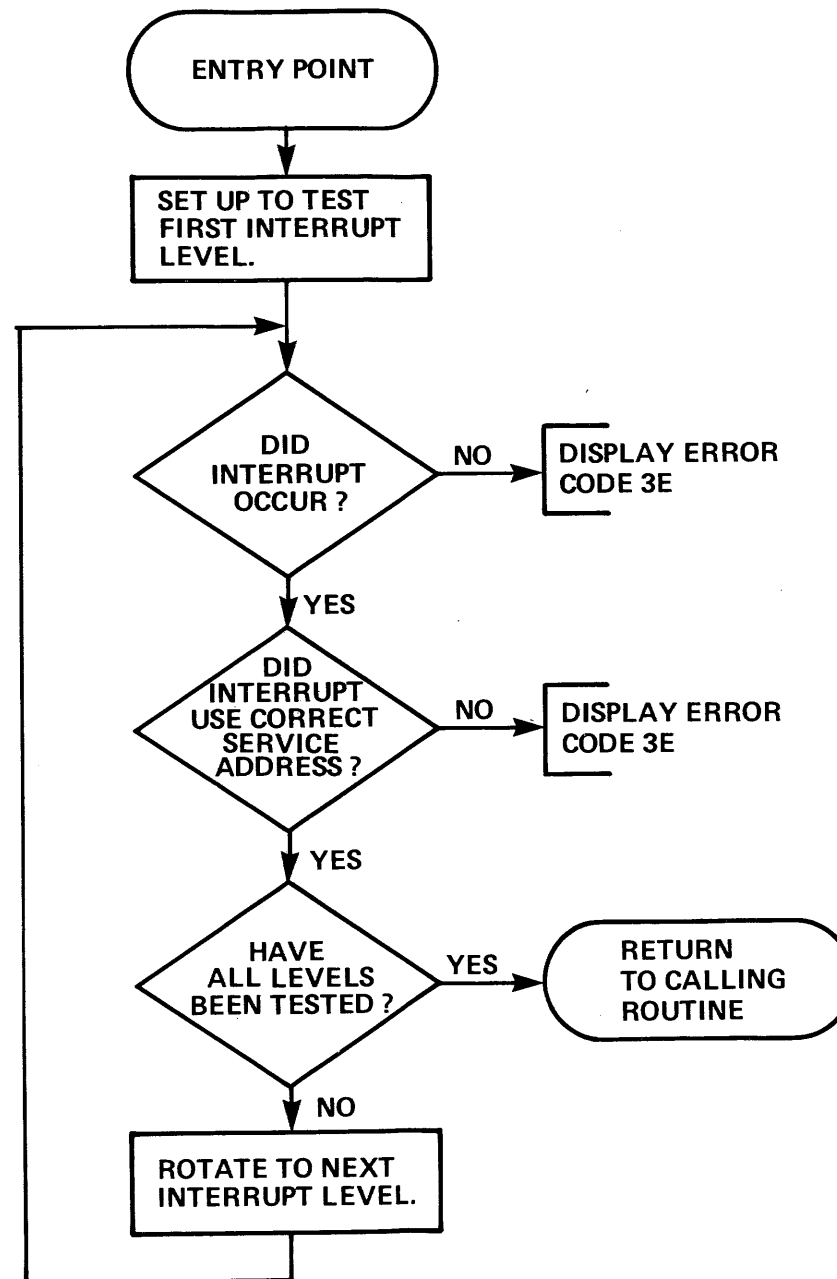 ENTRY POINT
SET UP TO TEST
FIRST INTERRUPT
LEVEL.
DID
INTERRUPT
OCCUR ?
NO
DISPLAY ERROR
CODE 3E
YES
DID
INTERRUPT
USE CORRECT
SERVICE
ADDRESS ?
NO
DISPLAY ERROR
CODE 3E
YES
HAVE
ALL LEVELS
BEEN TESTED ?
YES
RETURN
TO CALLING
ROUTINE
NO
ROTATE TO NEXT
INTERRUPT LEVEL.